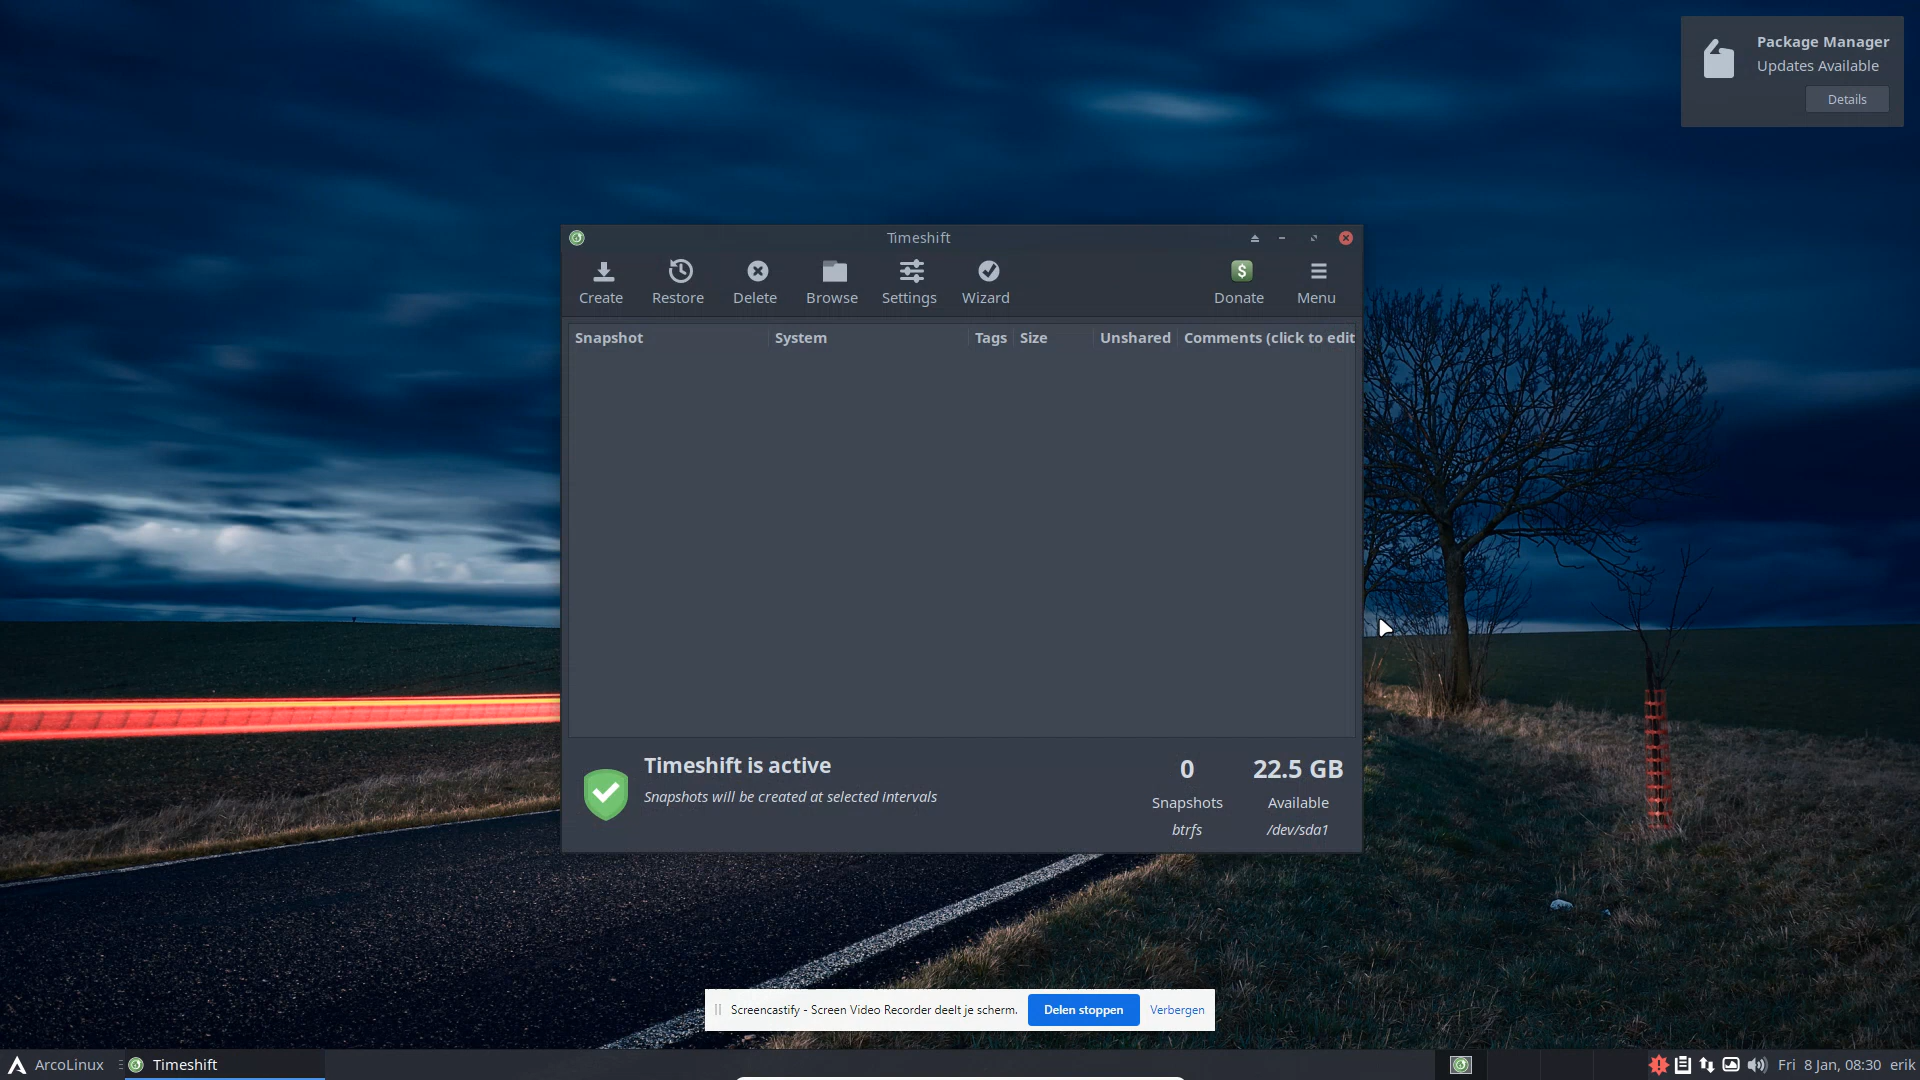 Package Manager
Updates Available
Details
Timeshift
Create Restore Delete Browse Settings Wizard Donate Menu
Snapshot System Tags Size Unshared Comments (click to edit
Timeshift is active
Snapshots will be created at selected intervals
0 22.5 GB
Snapshots Available
btrfs /dev/sda1
Screencastify - Screen Video Recorder deelt je scherm. Delen stoppen Verbergen
ArcoLinux Timeshift Fri 8 Jan, 08:30 erik